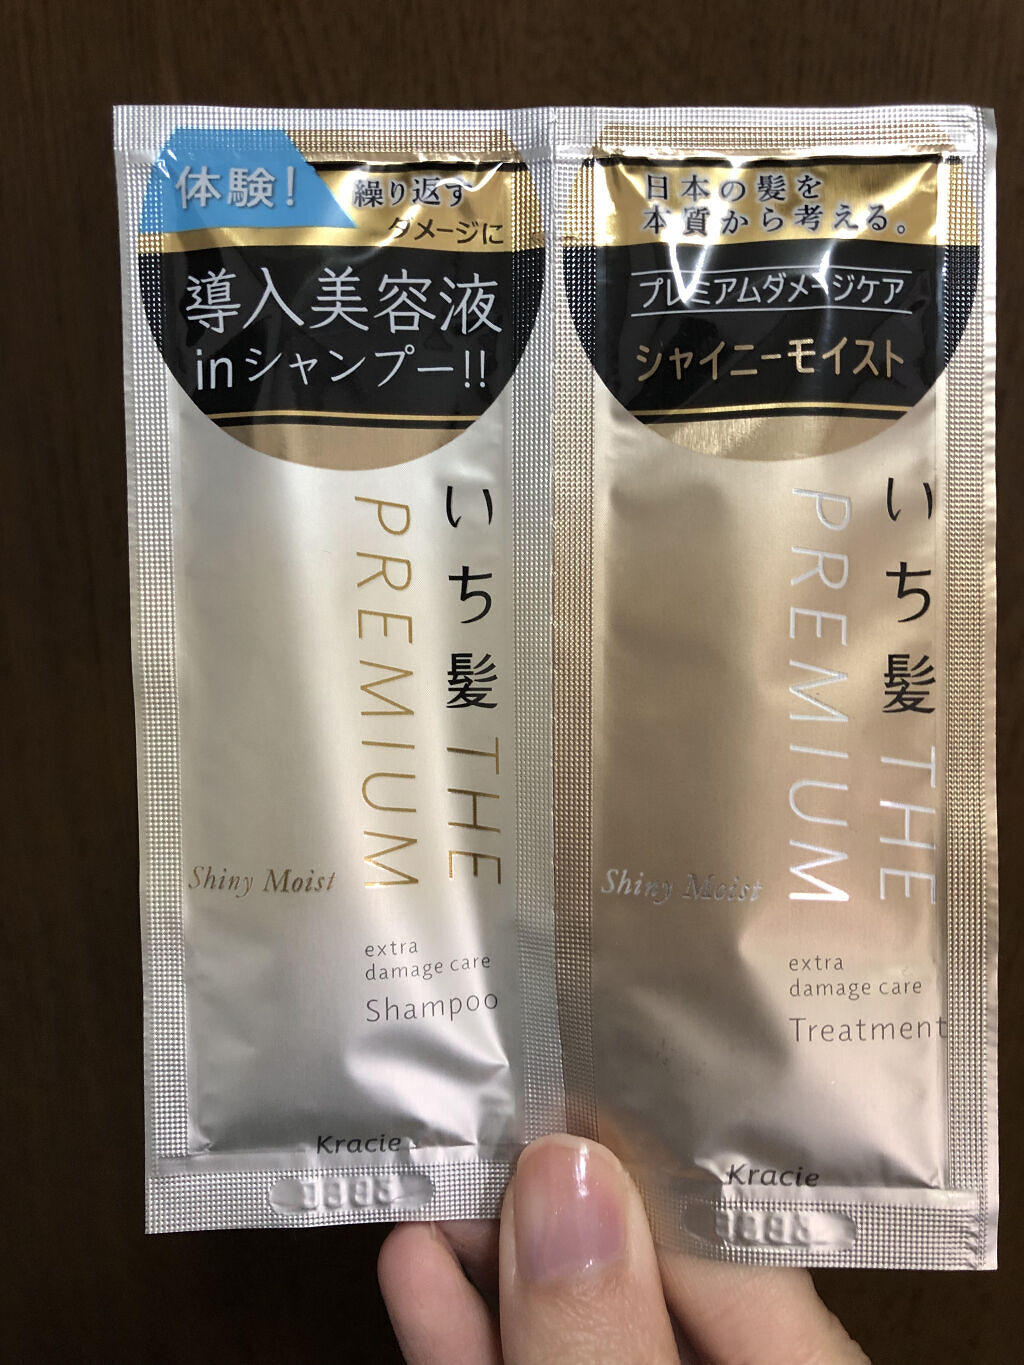 体験!
繰り返す
ダメージに
導入美容液
inシャンプー!!
いち髪 THE
PREMIUM
Shiny Moist
extra
damage care
Shampoo
Kracie
日本の髪を
本質から考える。
プレミアムダメージケア
シャイニーモイスト
いち髪 THE
PREMIUM
Shiny Moist
extra
damage care
Treatment
Kracie